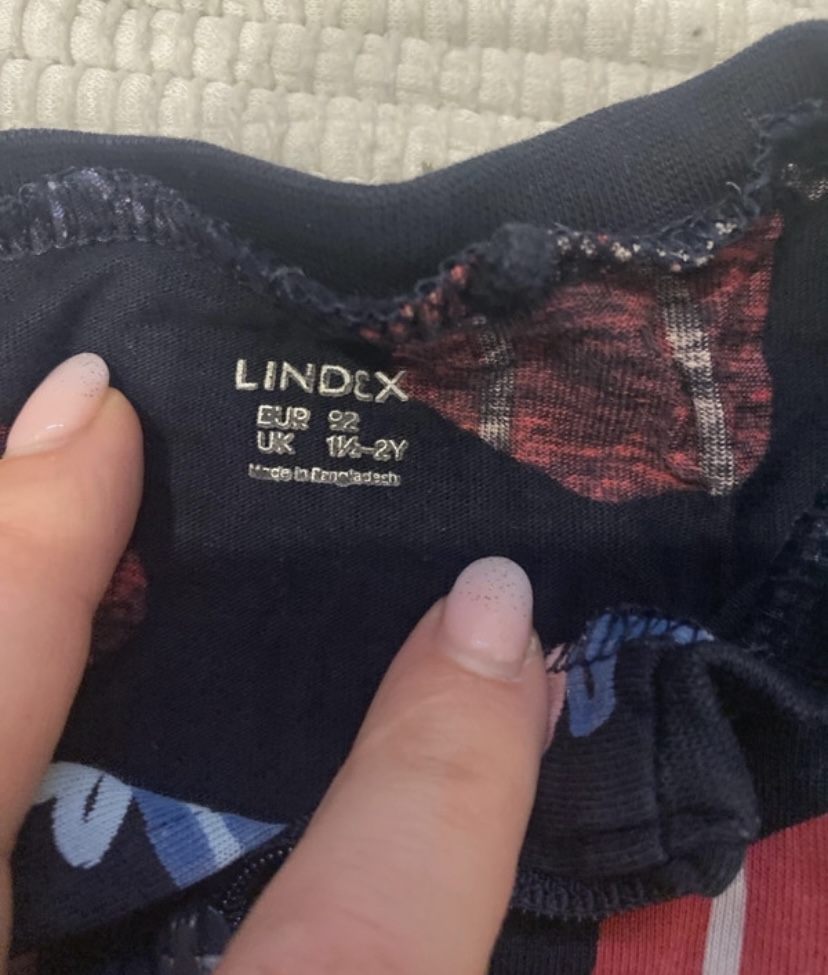 LINDEX
EUR 92
UK 1½-2Y
Made in Bangladesh